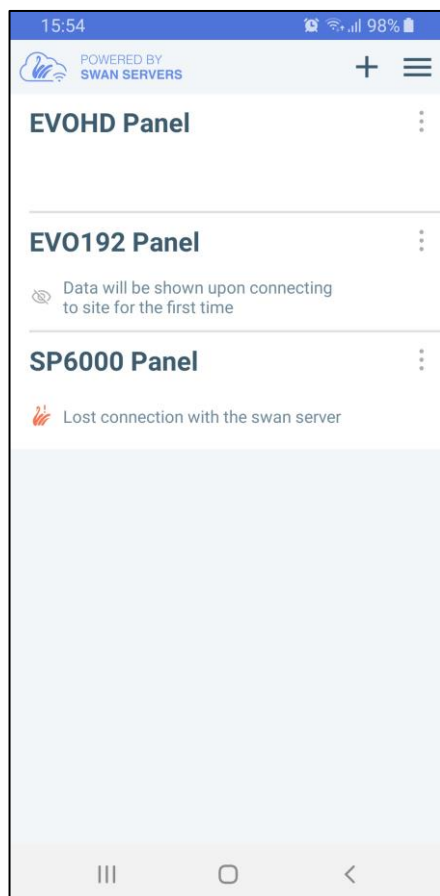 15:54
98%
POWERED BY
SWAN SERVERS
EVOHD Panel
EVO192 Panel
Data will be shown upon connecting
to site for the first time
SP6000 Panel
Lost connection with the swan server